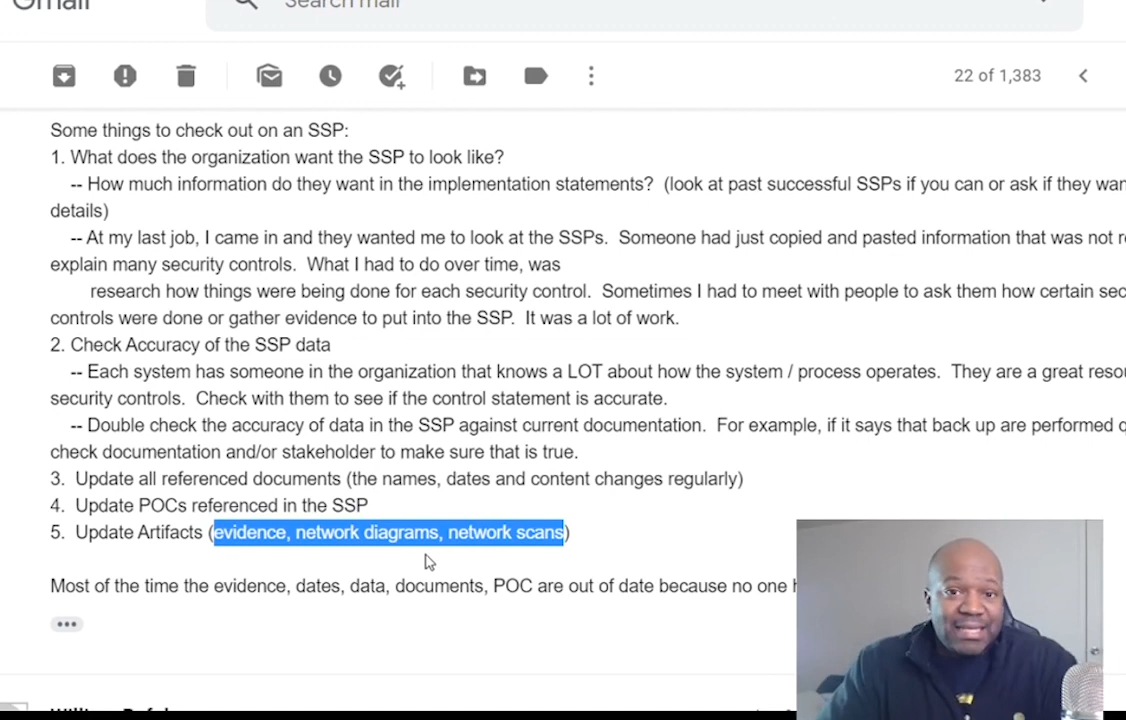 Gmail
Search mail
22 of 1,383
Some things to check out on an SSP:
1. What does the organization want the SSP to look like?
-- How much information do they want in the implementation statements? (look at past successful SSPs if you can or ask if they
details)
-- At my last job, I came in and they wanted me to look at the SSPs. Someone had just copied and pasted information that was not
explain many security controls. What I had to do over time, was
research how things were being done for each security control. Sometimes I had to meet with people to ask them how certain
controls were done or gather evidence to put into the SSP. It was a lot of work.
2. Check Accuracy of the SSP data
-- Each system has someone in the organization that knows a LOT about how the system / process operates. They are a great
security controls. Check with them to see if the control statement is accurate.
-- Double check the accuracy of data in the SSP against current documentation. For example, if it says that back up are performed
check documentation and/or stakeholder to make sure that is true.
3. Update all referenced documents (the names, dates and content changes regularly)
4. Update POCs referenced in the SSP
5. Update Artifacts (evidence, network diagrams, network scans)
Most of the time the evidence, dates, data, documents, POC are out of date because no one